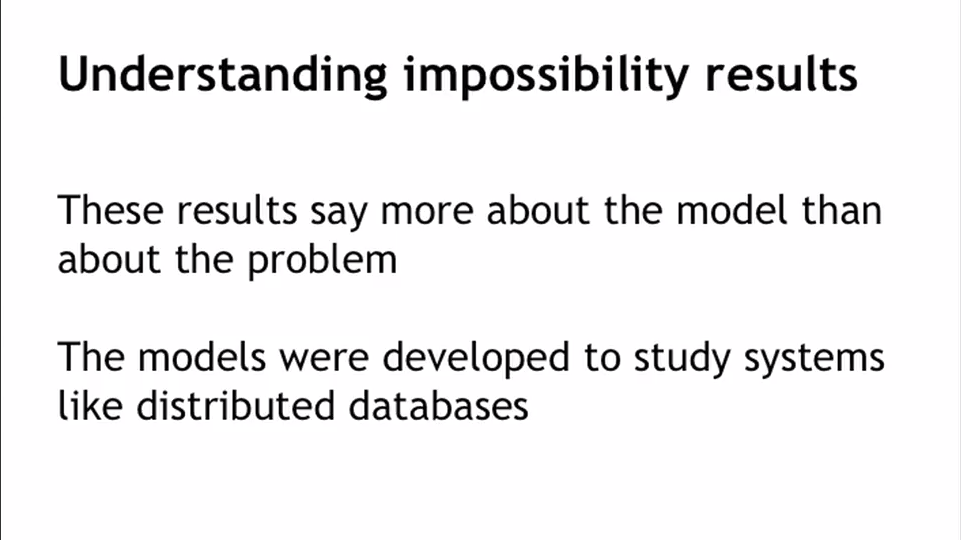 Understanding impossibility results
These results say more about the model than
about the problem
The models were developed to study systems
like distributed databases